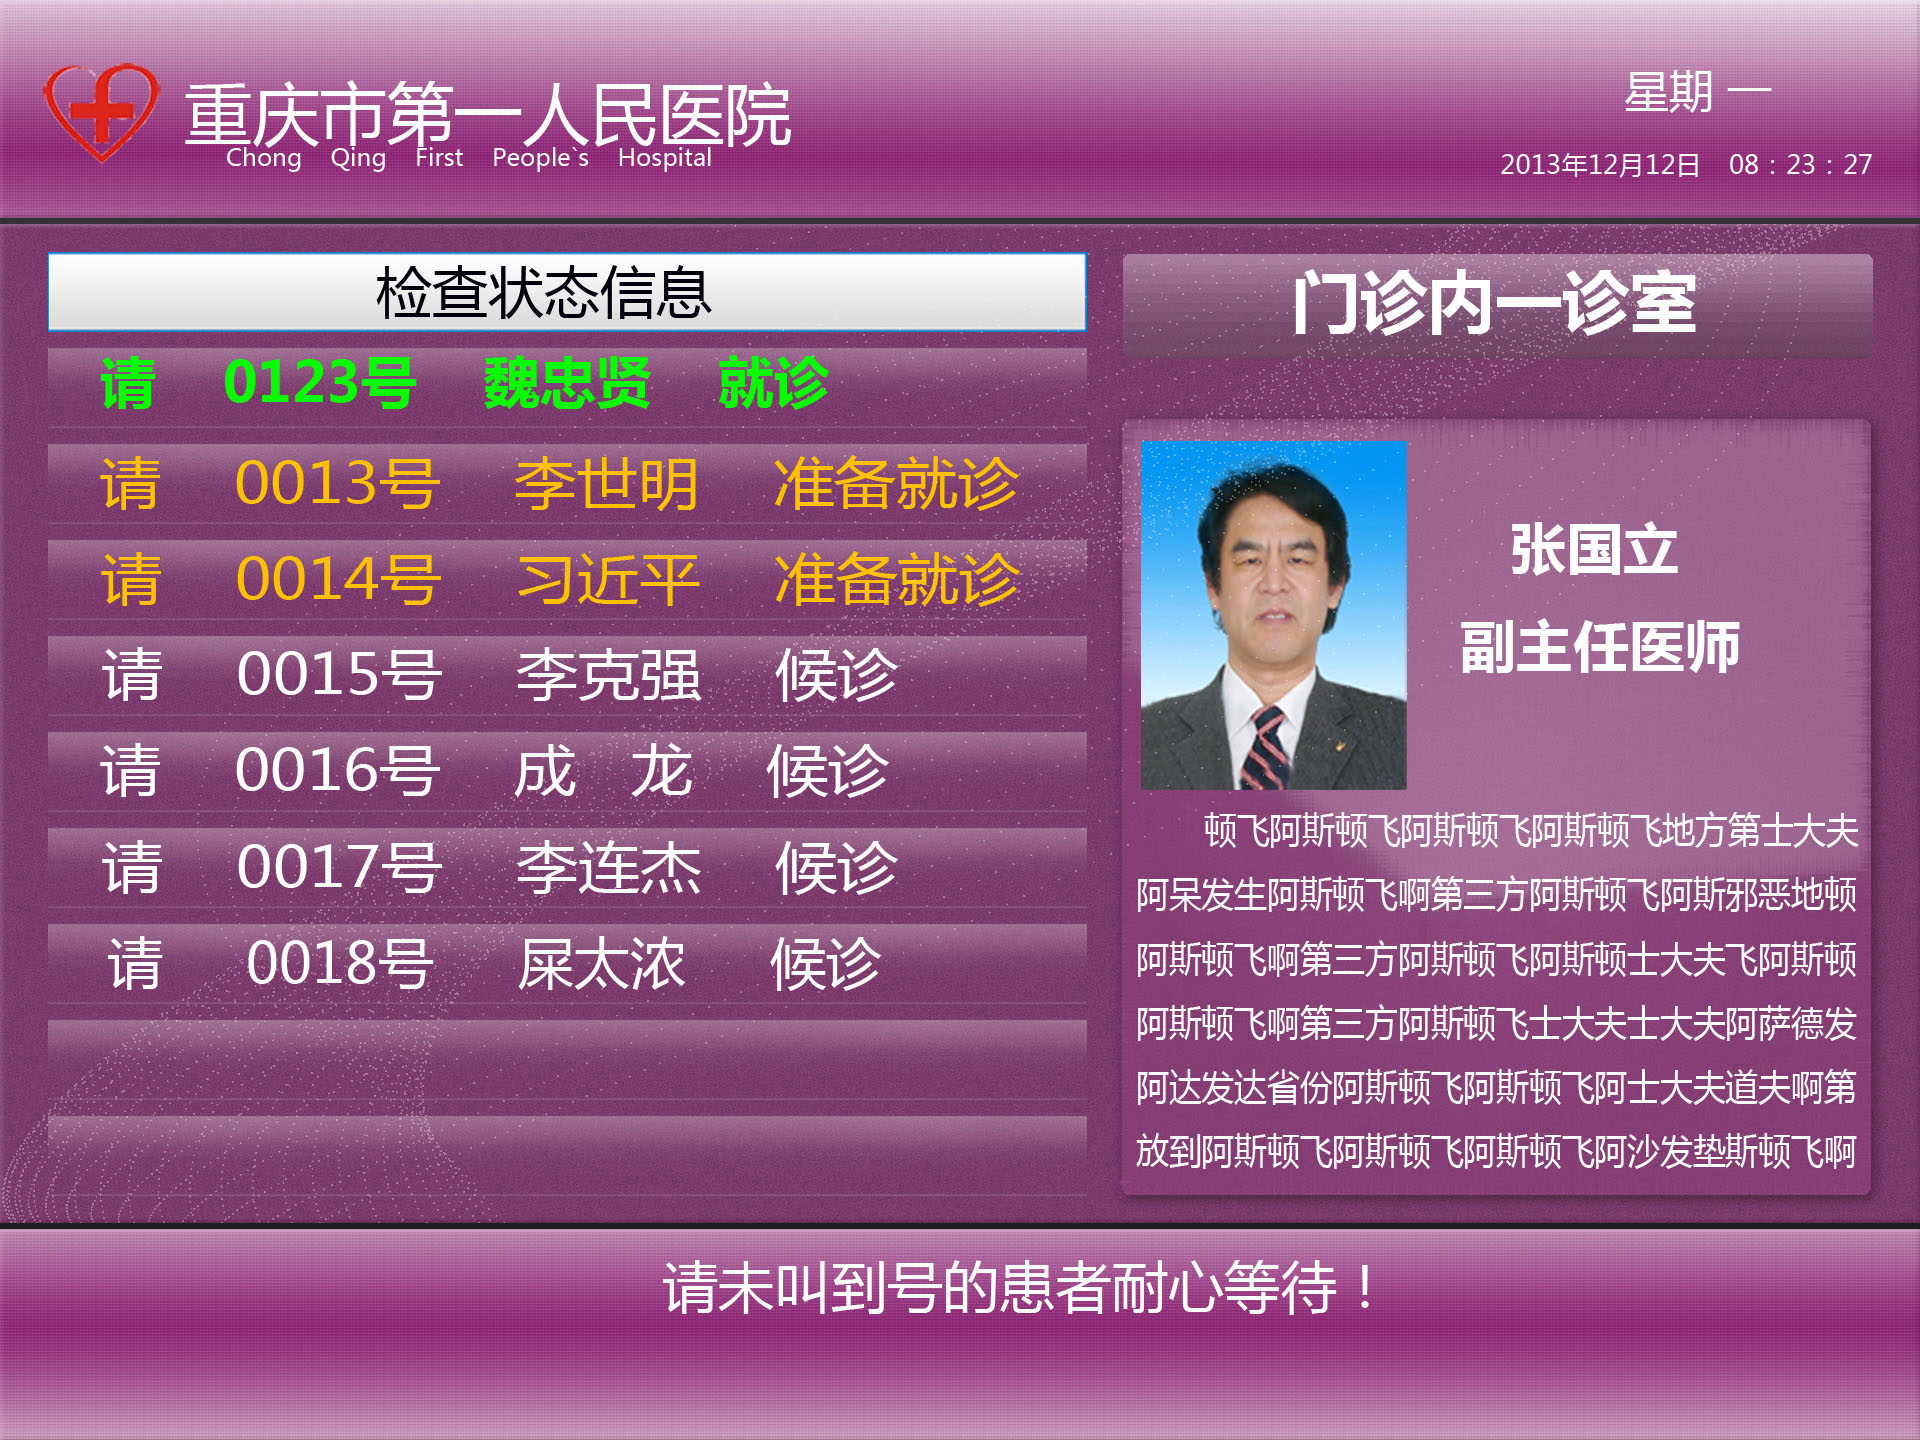 重庆市第一人民医院
Chong Qing First People`s Hospital
星期 一
2013年12月12日 08：23：27
检查状态信息
请 0123号 魏忠贤 就诊
请 0013号 李世明 准备就诊
请 0014号 习近平 准备就诊
请 0015号 李克强 候诊
请 0016号 成 龙 候诊
请 0017号 李连杰 候诊
请 0018号 屎太浓 候诊
门诊内一诊室
张国立
副主任医师
顿飞阿斯顿飞阿斯顿飞阿斯顿飞地方第士大夫
阿呆发生阿斯顿飞啊第三方阿斯顿飞阿斯邪恶地顿
阿斯顿飞啊第三方阿斯顿飞阿斯顿士大夫飞阿斯顿
阿斯顿飞啊第三方阿斯顿飞士大夫士大夫阿萨德发
阿达发达省份阿斯顿飞阿斯顿飞阿士大夫道夫啊第
放到阿斯顿飞阿斯顿飞阿斯顿飞阿沙发垫斯顿飞啊
请未叫到号的患者耐心等待！